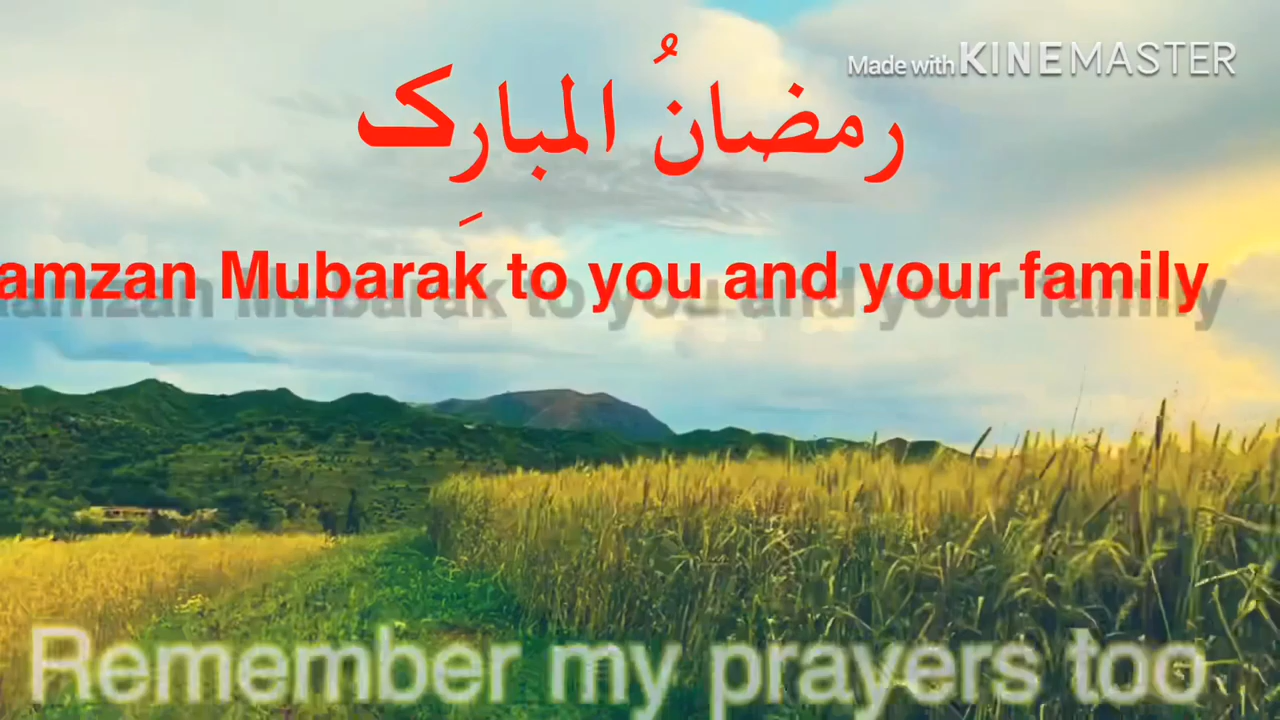 Made with KINEMASTER
رمضانُ المبارِک
amzan Mubarak to you and your family
Remember my prayers too